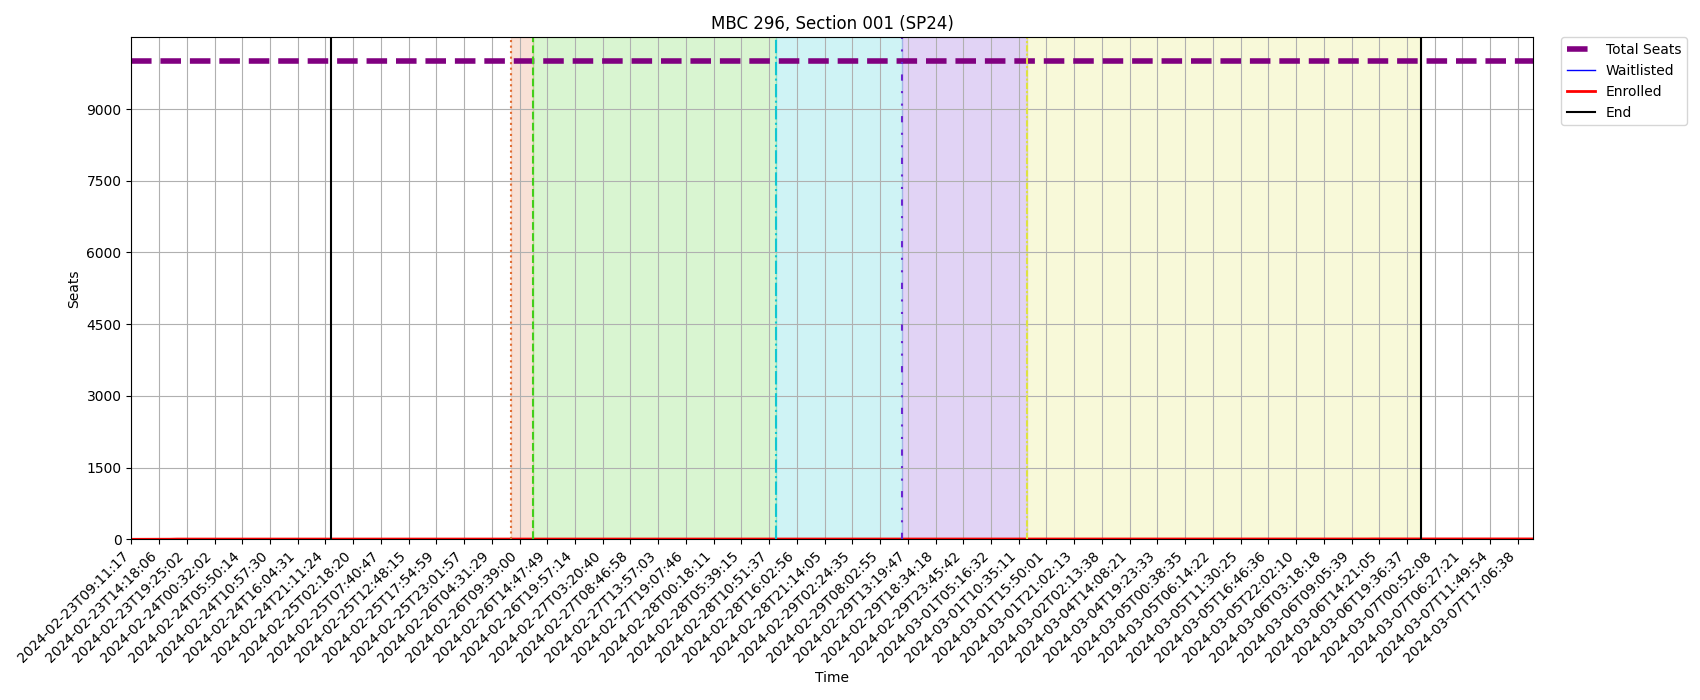 MBC 296, Section 001 (SP24)
Total Seats
Waitlisted
Enrolled
End
Seats
9000
7500
6000
4500
3000
1500
0
2024-02-23T09:11:17
2024-02-23T14:18:06
2024-02-23T19:25:02
2024-02-24T00:32:02
2024-02-24T05:50:14
2024-02-24T10:57:30
2024-02-24T16:04:31
2024-02-24T21:11:24
2024-02-25T02:18:20
2024-02-25T07:40:47
2024-02-25T12:48:15
2024-02-25T17:54:59
2024-02-25T23:01:57
2024-02-26T04:31:29
2024-02-26T09:39:00
2024-02-26T14:47:49
2024-02-26T19:57:14
2024-02-27T03:20:40
2024-02-27T08:46:58
2024-02-27T13:57:03
2024-02-27T19:07:46
2024-02-28T00:18:11
2024-02-28T05:39:15
2024-02-28T10:51:37
2024-02-28T16:02:56
2024-02-28T21:14:05
2024-02-29T02:24:35
2024-02-29T08:02:55
2024-02-29T13:19:47
2024-02-29T18:34:18
2024-02-29T23:45:42
2024-03-01T05:16:32
2024-03-01T10:35:11
2024-03-01T15:50:01
2024-03-01T21:02:13
2024-03-02T02:13:38
2024-03-04T14:08:21
2024-03-04T19:23:33
2024-03-05T00:38:35
2024-03-05T06:14:22
2024-03-05T11:30:25
2024-03-05T16:46:36
2024-03-05T22:02:10
2024-03-06T03:18:18
2024-03-06T09:05:39
2024-03-06T14:21:05
2024-03-06T19:36:37
2024-03-07T00:52:08
2024-03-07T06:27:21
2024-03-07T11:49:54
2024-03-07T17:06:38
Time